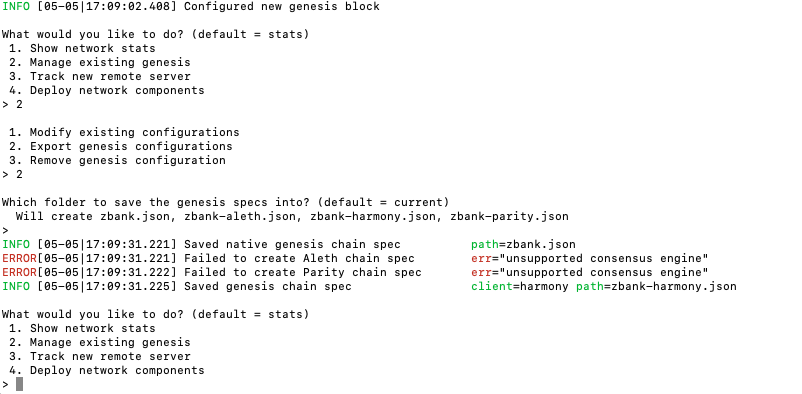 INFO [05-05|17:09:02.408] Configured new genesis block
What would you like to do? (default = stats)
1. Show network stats
2. Manage existing genesis
3. Track new remote server
4. Deploy network components
> 2
1. Modify existing configurations
2. Export genesis configurations
3. Remove genesis configuration
> 2
Which folder to save the genesis specs into? (default = current)
Will create zbank.json, zbank-aleth.json, zbank-harmony.json, zbank-parity.json
>
INFO [05-05|17:09:31.221] Saved native genesis chain spec path=zbank.json
ERROR[05-05|17:09:31.221] Failed to create Aleth chain spec err="unsupported consensus engine"
ERROR[05-05|17:09:31.222] Failed to create Parity chain spec err="unsupported consensus engine"
INFO [05-05|17:09:31.225] Saved genesis chain spec client=harmony path=zbank-harmony.json
What would you like to do? (default = stats)
1. Show network stats
2. Manage existing genesis
3. Track new remote server
4. Deploy network components
>